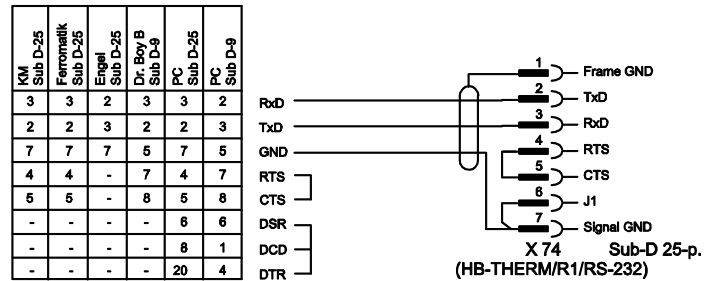 KM Sub D-25 Ferromatik Sub D-25 Engel Sub D-25 Dr. Boy B Sub D-9 PC Sub D-25 PC Sub D-9
3 3 2 3 3 2 RxD
2 2 3 2 2 3 TxD
7 7 7 5 7 5 GND
4 4 - 7 4 7 RTS
5 5 - 8 5 8 CTS
- - - - 6 6 DSR
- - - - 8 1 DCD
- - - - 20 4 DTR
1 Frame GND
2 TxD
3 RxD
4 RTS
5 CTS
6 J1
7 Signal GND
X 74 Sub-D 25-p.
(HB-THERM/R1/RS-232)